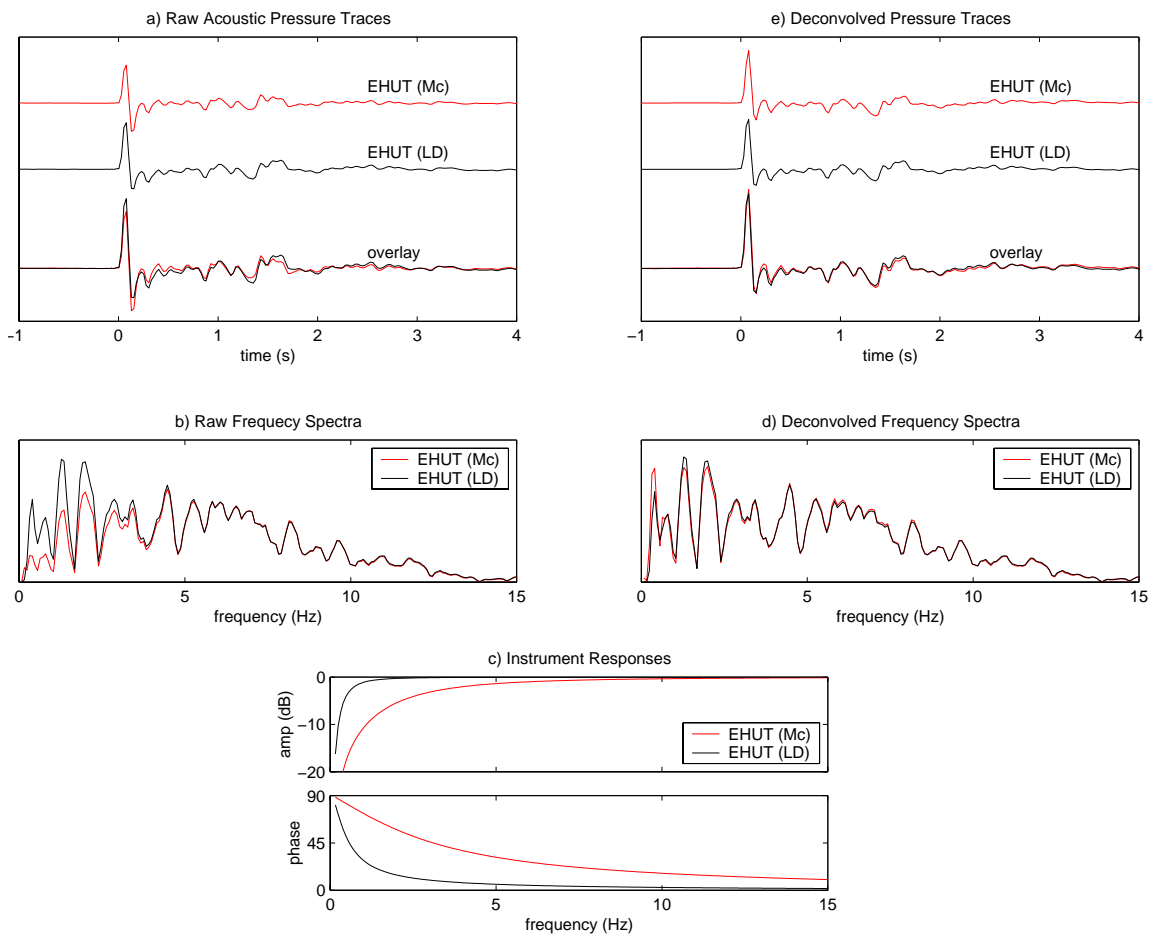 a) Raw Acoustic Pressure Traces
EHUT (Mc)
EHUT (LD)
overlay
−1 0 1 2 3 4
time (s)
e) Deconvolved Pressure Traces
EHUT (Mc)
EHUT (LD)
overlay
−1 0 1 2 3 4
time (s)
b) Raw Frequecy Spectra
EHUT (Mc)
EHUT (LD)
0 5 10 15
frequency (Hz)
d) Deconvolved Frequency Spectra
EHUT (Mc)
EHUT (LD)
0 5 10 15
frequency (Hz)
c) Instrument Responses
amp (dB)
0
−10
−20
EHUT (Mc)
EHUT (LD)
0 5 10 15
phase
90
45
0
0 5 10 15
frequency (Hz)